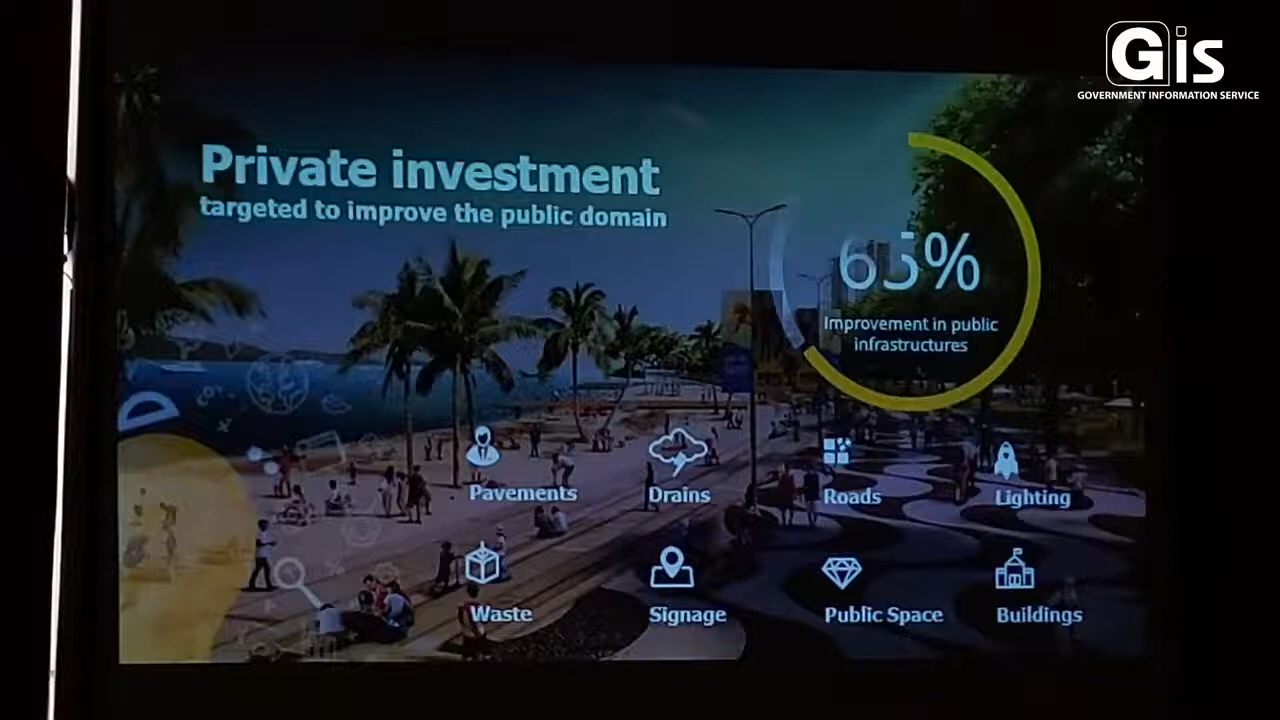 Gis
GOVERNMENT INFORMATION SERVICE
Private investment
targeted to improve the public domain
65%
Improvement in public
infrastructures
Pavements
Drains
Roads
Lighting
Waste
Signage
Public Space
Buildings